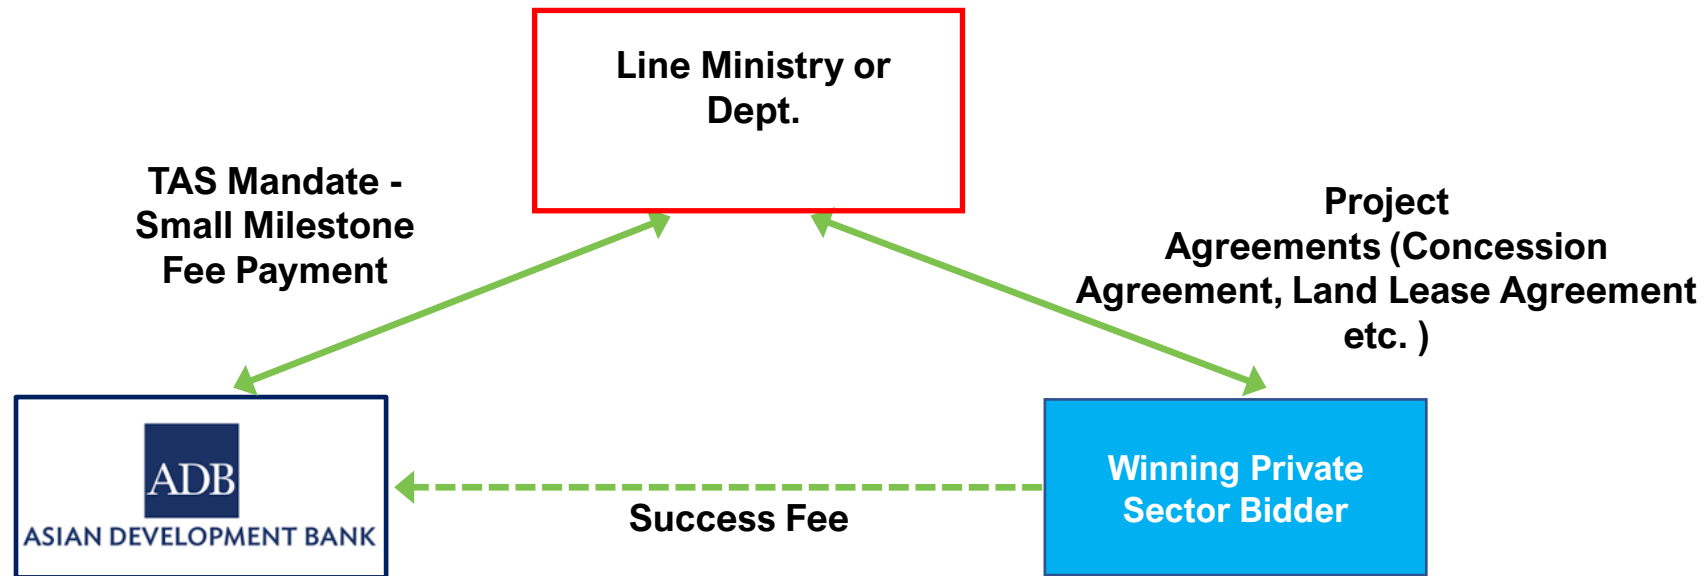 Line Ministry or
Dept.
TAS Mandate -
Small Milestone
Fee Payment
Project
Agreements (Concession
Agreement, Land Lease Agreement
etc. )
ADB
ASIAN DEVELOPMENT BANK
Success Fee
Winning Private
Sector Bidder